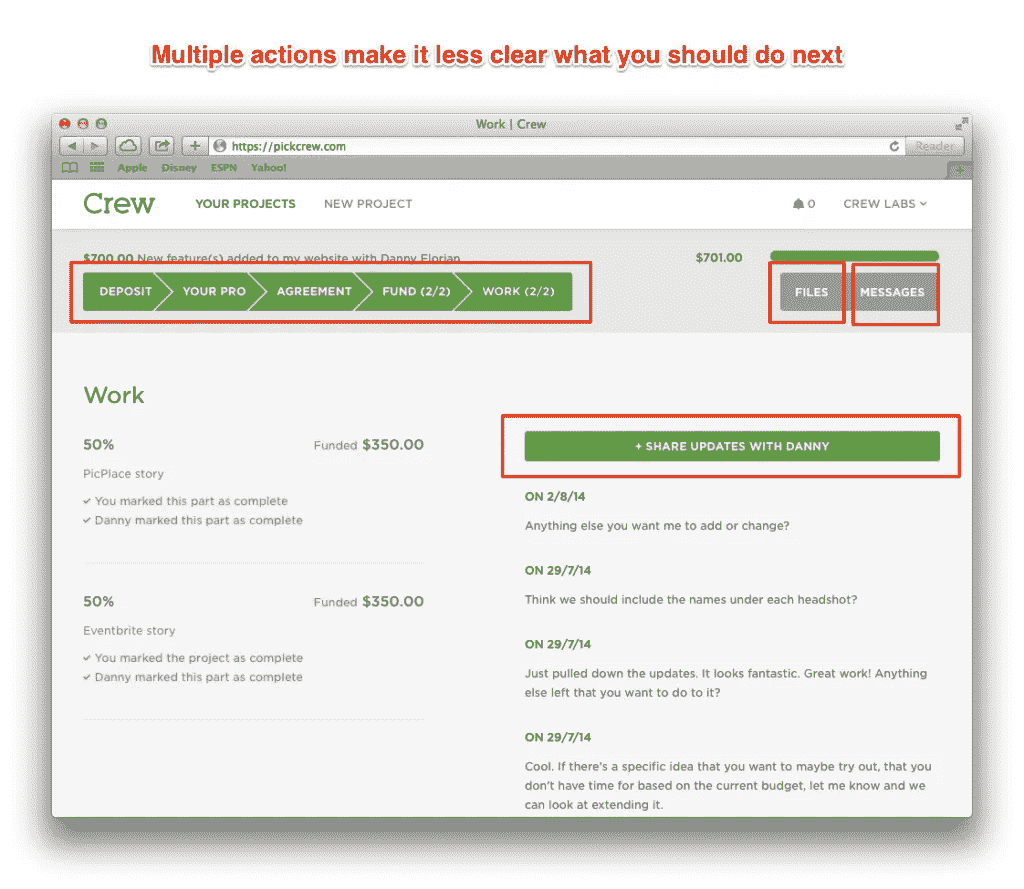 Multiple actions make it less clear what you should do next
Work | Crew
https://pickcrew.com
Reader
Apple Disney ESPN Yahoo!
Crew YOUR PROJECTS NEW PROJECT 0 CREW LABS
$700.00 New feature(s) added to my website with Danny Florian $701.00
DEPOSIT YOUR PRO AGREEMENT FUND (2/2) WORK (2/2) FILES MESSAGES
Work
50% Funded $350.00
PicPlace story
✓ You marked this part as complete
✓ Danny marked this part as complete
50% Funded $350.00
Eventbrite story
✓ You marked the project as complete
✓ Danny marked this part as complete
+ SHARE UPDATES WITH DANNY
ON 2/8/14
Anything else you want me to add or change?
ON 29/7/14
Think we should include the names under each headshot?
ON 29/7/14
Just pulled down the updates. It looks fantastic. Great work! Anything
else left that you want to do to it?
ON 29/7/14
Cool. If there's a specific idea that you want to maybe try out, that you
don't have time for based on the current budget, let me know and we
can look at extending it.